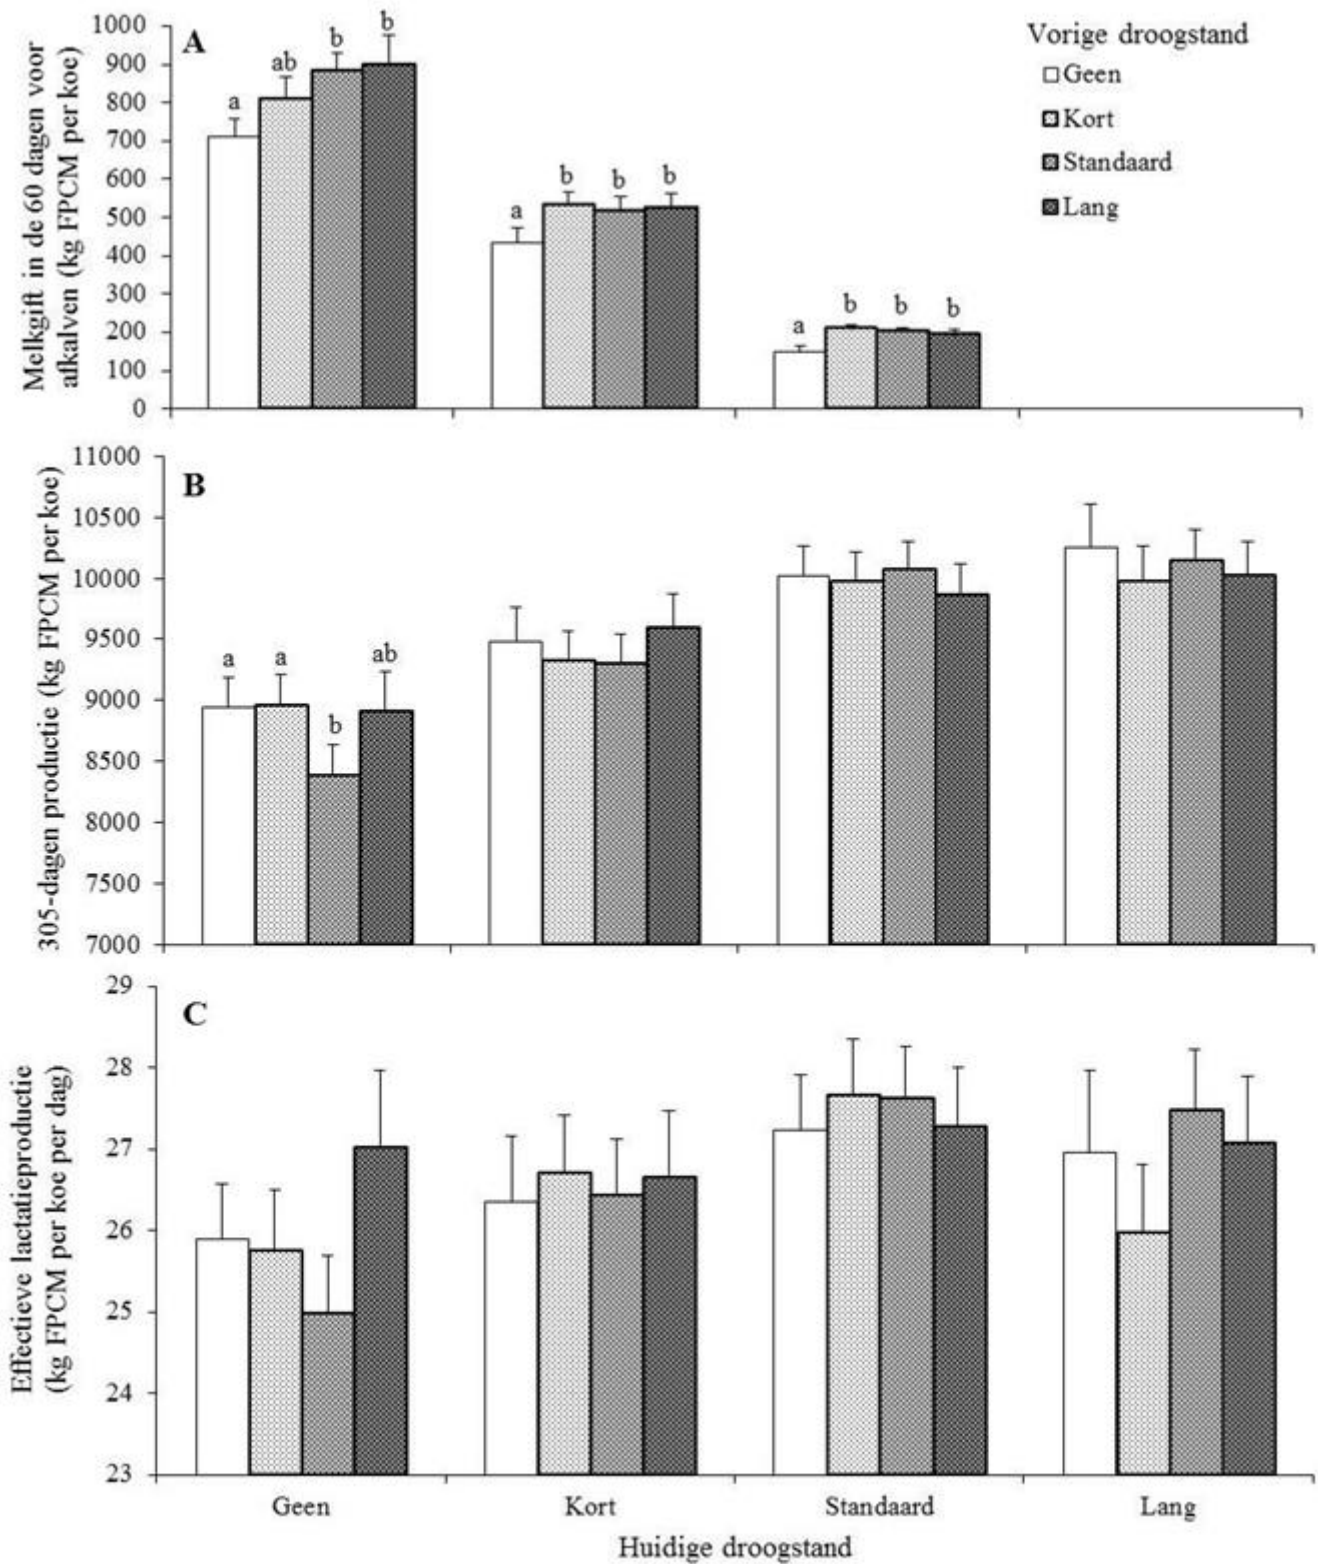 Vorige droogstand
Geen
Kort
Standaard
Lang
A
Melkgift in de 60 dagen voor
afkalven (kg FPCM per koe)
1000
900
800
700
600
500
400
300
200
100
0
a
ab
b
b
a
b
b
b
a
b
b
b
B
305-dagen productie (kg FPCM per koe)
11000
10500
10000
9500
9000
8500
8000
7500
7000
a
a
b
ab
C
Effectieve lactatieproductie
(kg FPCM per koe per dag)
29
28
27
26
25
24
23
Geen
Kort
Standaard
Lang
Huidige droogstand